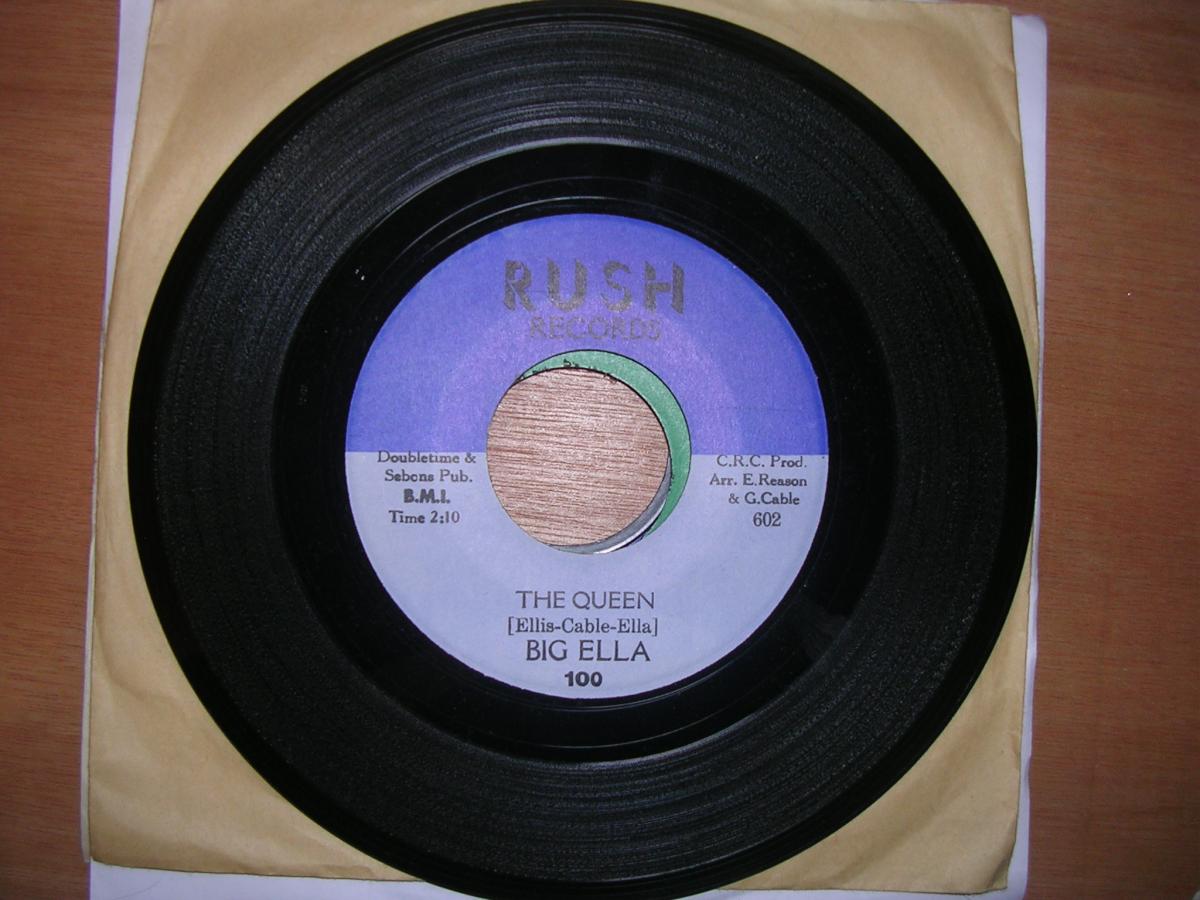 RUSH
RECORDS
Doubletime &
Sebons Pub.
B.M.I.
Time 2:10
C.R.C. Prod.
Arr. E.Reason
& G.Cable
602
THE QUEEN
[Ellis-Cable-Ella]
BIG ELLA
100